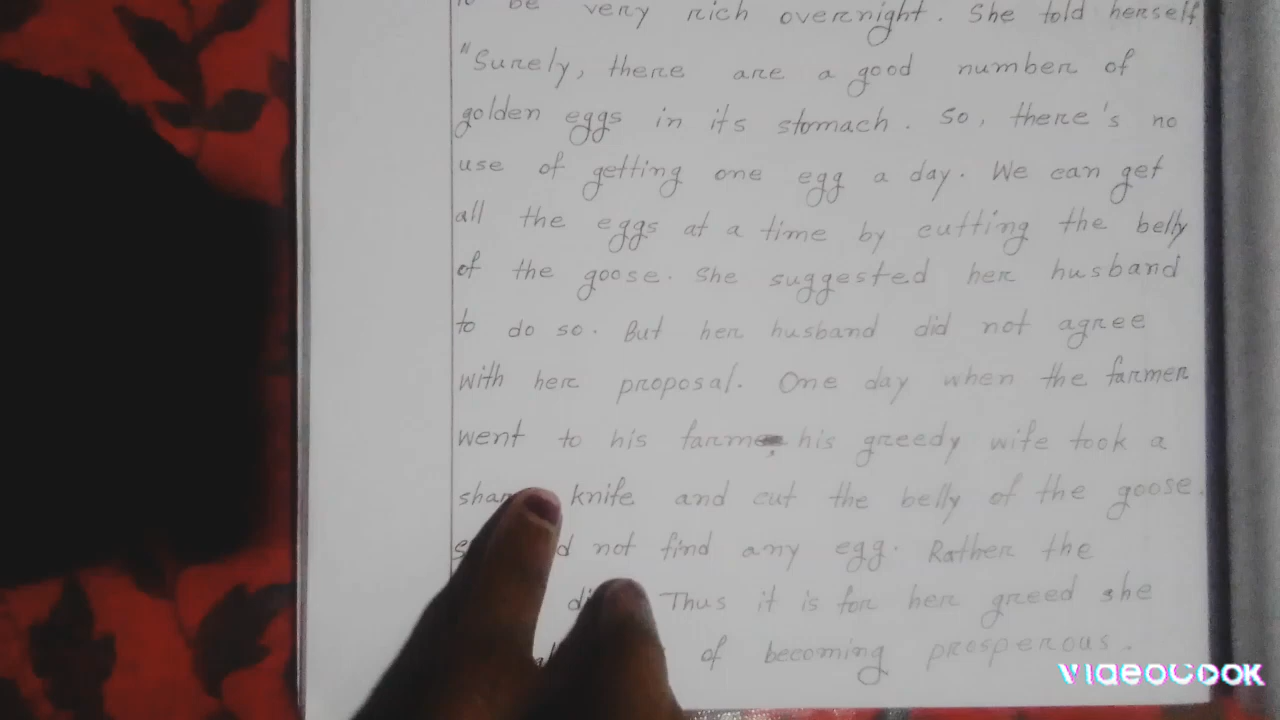 to be very rich overnight. She told herself
"Surely, there are a good number of
golden eggs in its stomach. So, there's no
use of getting one egg a day. We can get
all the eggs at a time by cutting the belly
of the goose. She suggested her husband
to do so. But her husband did not agree
with her proposal. One day when the farmer
went to his farm, his greedy wife took a
knife and cut the belly of the goose.
not find any egg. Rather the
Thus it is for her greed she
of becoming prosperous.
VIDEOCOOK